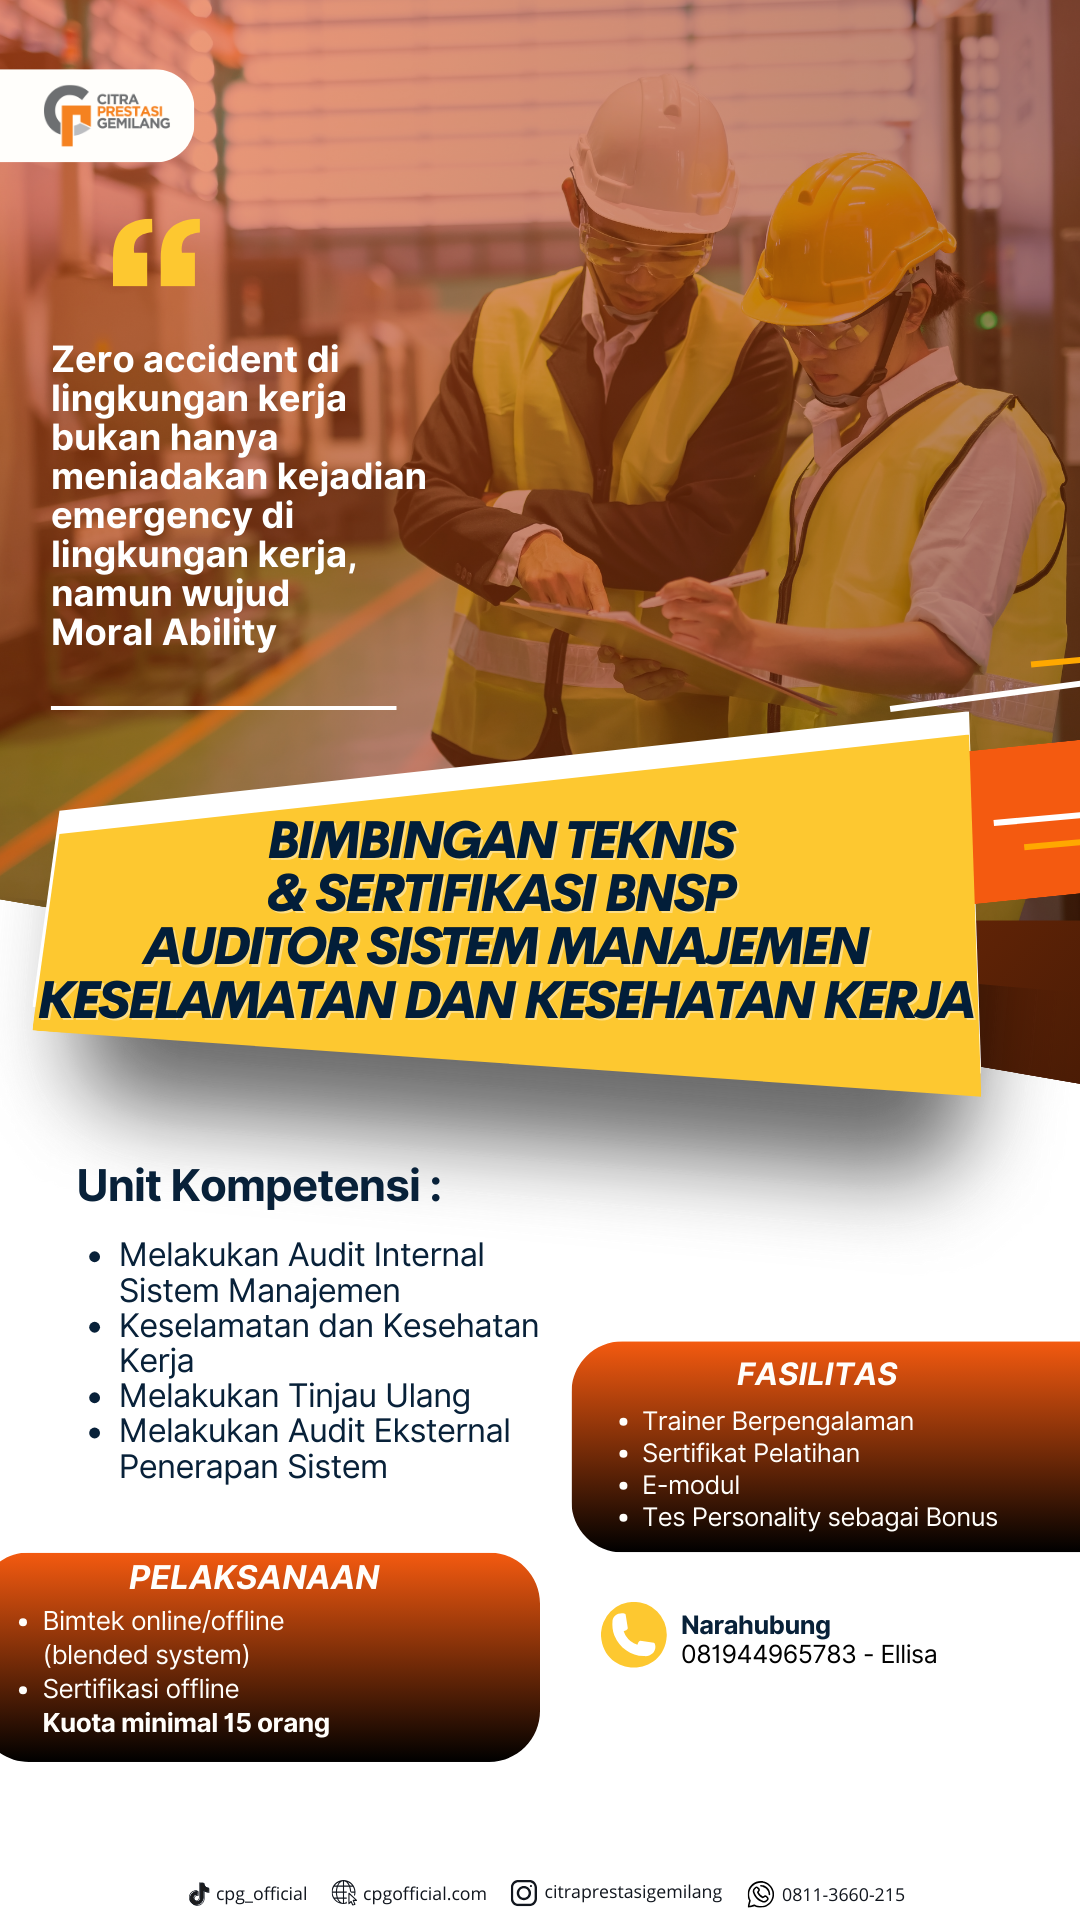 CITRA
PRESTASI
GEMILANG
Zero accident di
lingkungan kerja
bukan hanya
meniadakan kejadian
emergency di
lingkungan kerja,
namun wujud
Moral Ability
BIMBINGAN TEKNIS
& SERTIFIKASI BNSP
AUDITOR SISTEM MANAJEMEN
KESELAMATAN DAN KESEHATAN KERJA
Unit Kompetensi :
• Melakukan Audit Internal
Sistem Manajemen
• Keselamatan dan Kesehatan
Kerja
• Melakukan Tinjau Ulang
• Melakukan Audit Eksternal
Penerapan Sistem
FASILITAS
• Trainer Berpengalaman
• Sertifikat Pelatihan
• E-modul
• Tes Personality sebagai Bonus
PELAKSANAAN
• Bimtek online/offline
(blended system)
• Sertifikasi offline
Kuota minimal 15 orang
Narahubung
081944965783 - Ellisa
cpg_official
cpgofficial.com
citraprestasigemilang
0811-3660-215